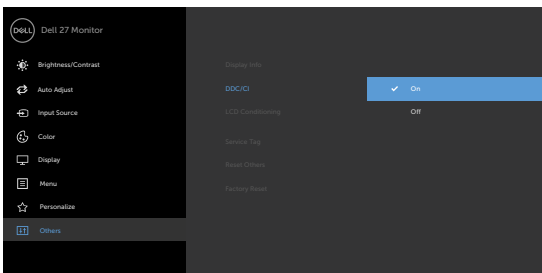 DELL Dell 27 Monitor
Brightness/Contrast
Auto Adjust
Input Source
Color
Display
Menu
Personalize
Others
Display Info
DDC/CI
LCD Conditioning
Service Tag
Reset Others
Factory Reset
On
Off